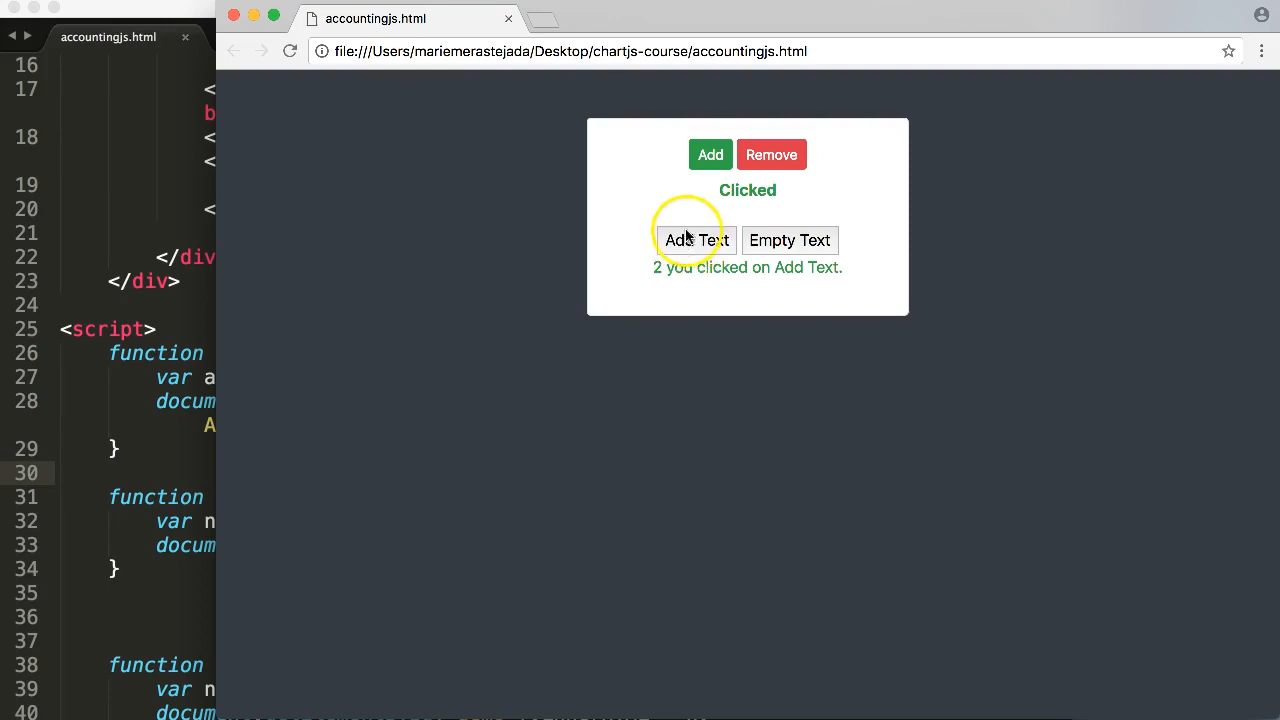 accountingjs.html
accountingjs.html
file:///Users/mariemerastejada/Desktop/chartjs-course/accountingjs.html
16
17 <
b
18 <
<
19
20 <
21
22 </div
23 </div>
24
25 <script>
26 function
27 var a
28 docum
A
29 }
30
31 function
32 var n
33 docum
34 }
35
36
37
38 function
39 var n
40 docum
Add Remove
Clicked
Add Text Empty Text
2 you clicked on Add Text.